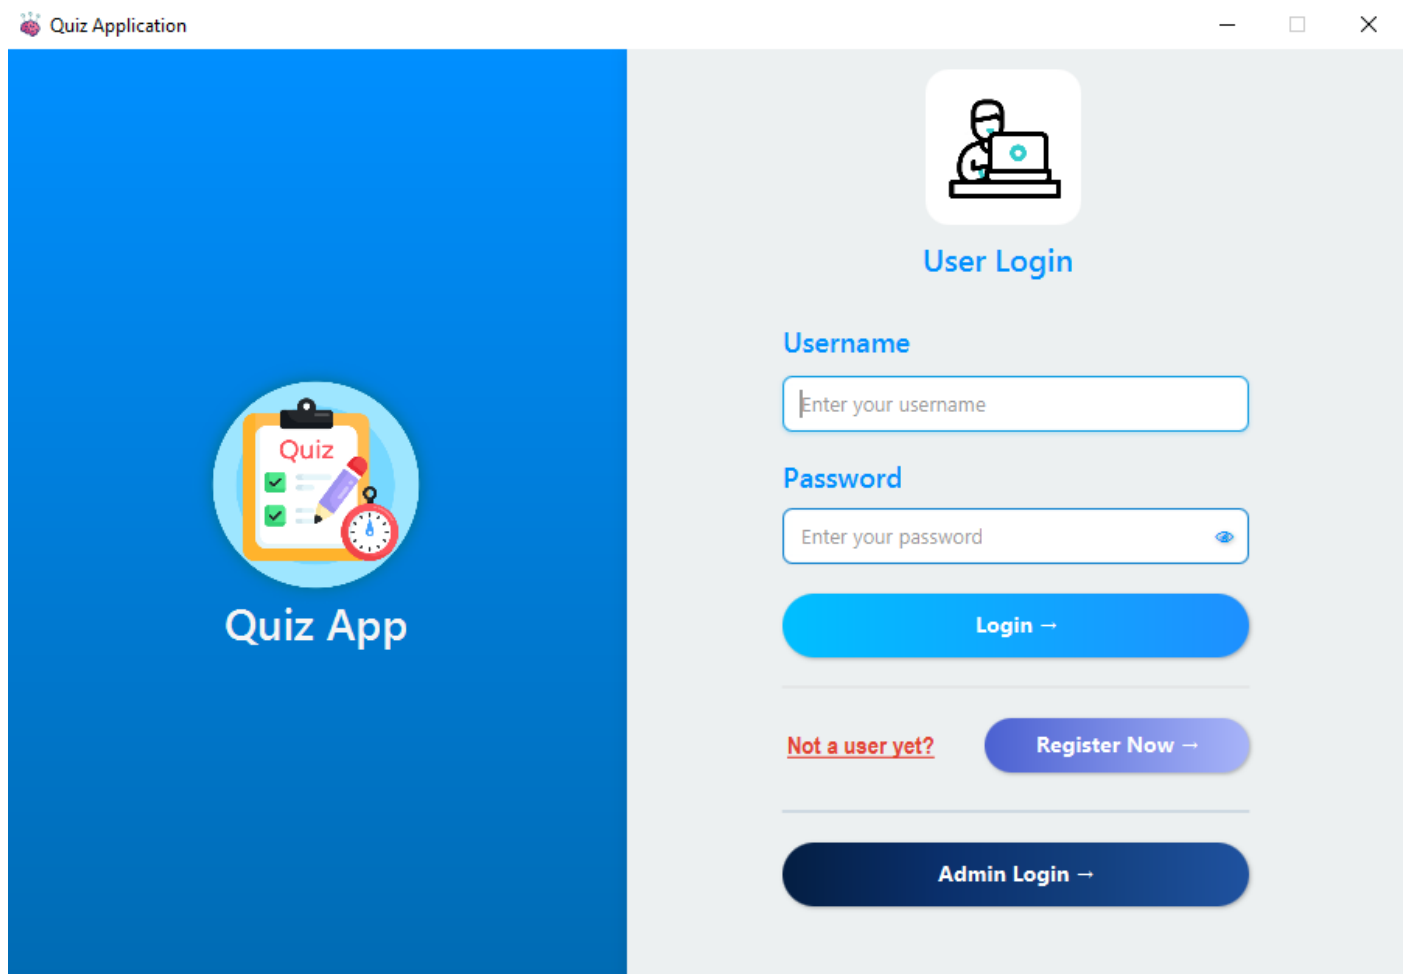 Quiz Application
Quiz
Quiz App
User Login
Username
Enter your username
Password
Enter your password
Login →
Not a user yet?
Register Now →
Admin Login →